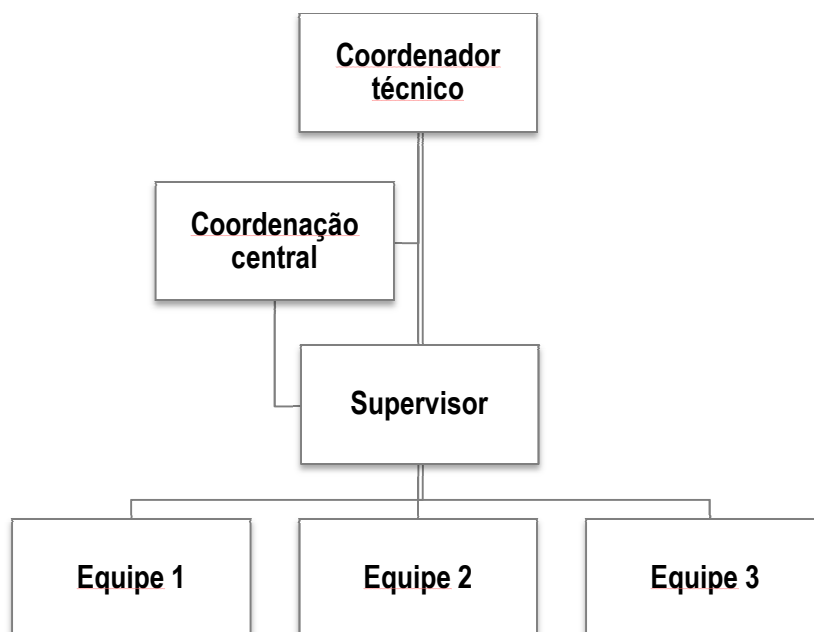 Coordenador
técnico
Coordenação
central
Supervisor
Equipe 1
Equipe 2
Equipe 3